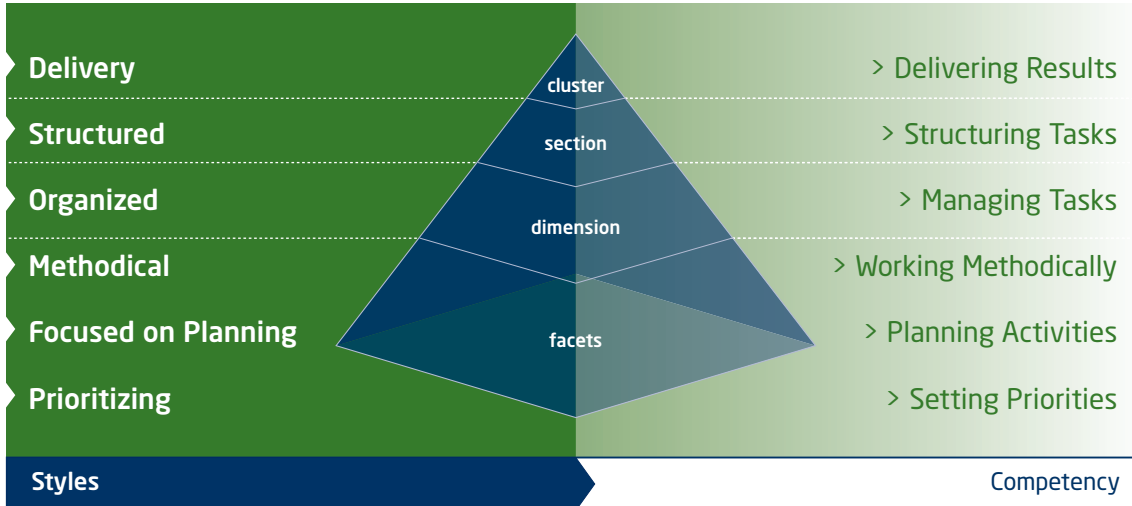 Delivery
cluster
> Delivering Results
Structured
section
> Structuring Tasks
Organized
dimension
> Managing Tasks
Methodical
> Working Methodically
Focused on Planning
facets
> Planning Activities
Prioritizing
> Setting Priorities
Styles
Competency